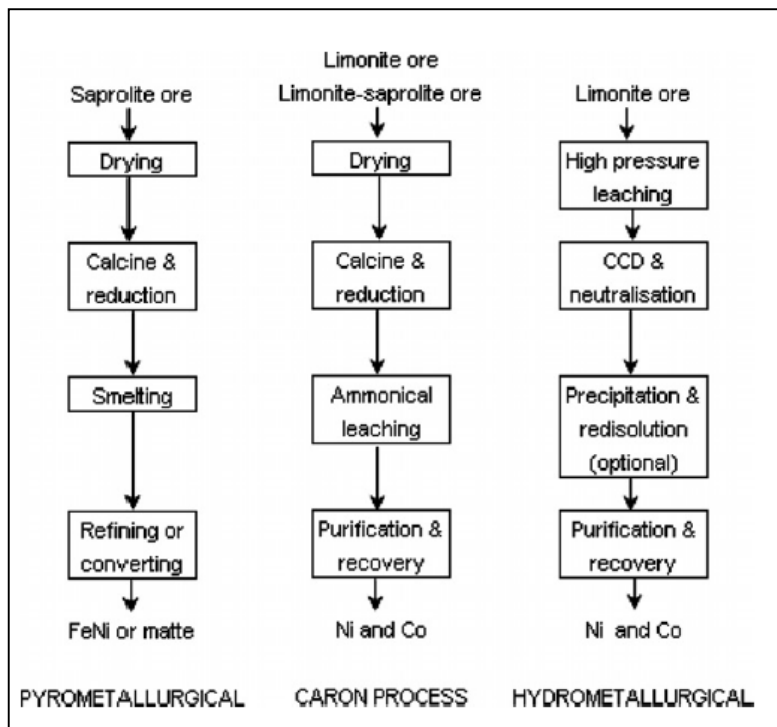 Saprolite ore
Drying
Calcine &
reduction
Smelting
Refining or
converting
FeNi or matte
PYROMETALLURGICAL
Limonite ore
Limonite-saprolite ore
Drying
Calcine &
reduction
Ammonical
leaching
Purification &
recovery
Ni and Co
CARON PROCESS
Limonite ore
High pressure
leaching
CCD &
neutralisation
Precipitation &
redisolution
(optional)
Purification &
recovery
Ni and Co
HYDROMETALLURGICAL